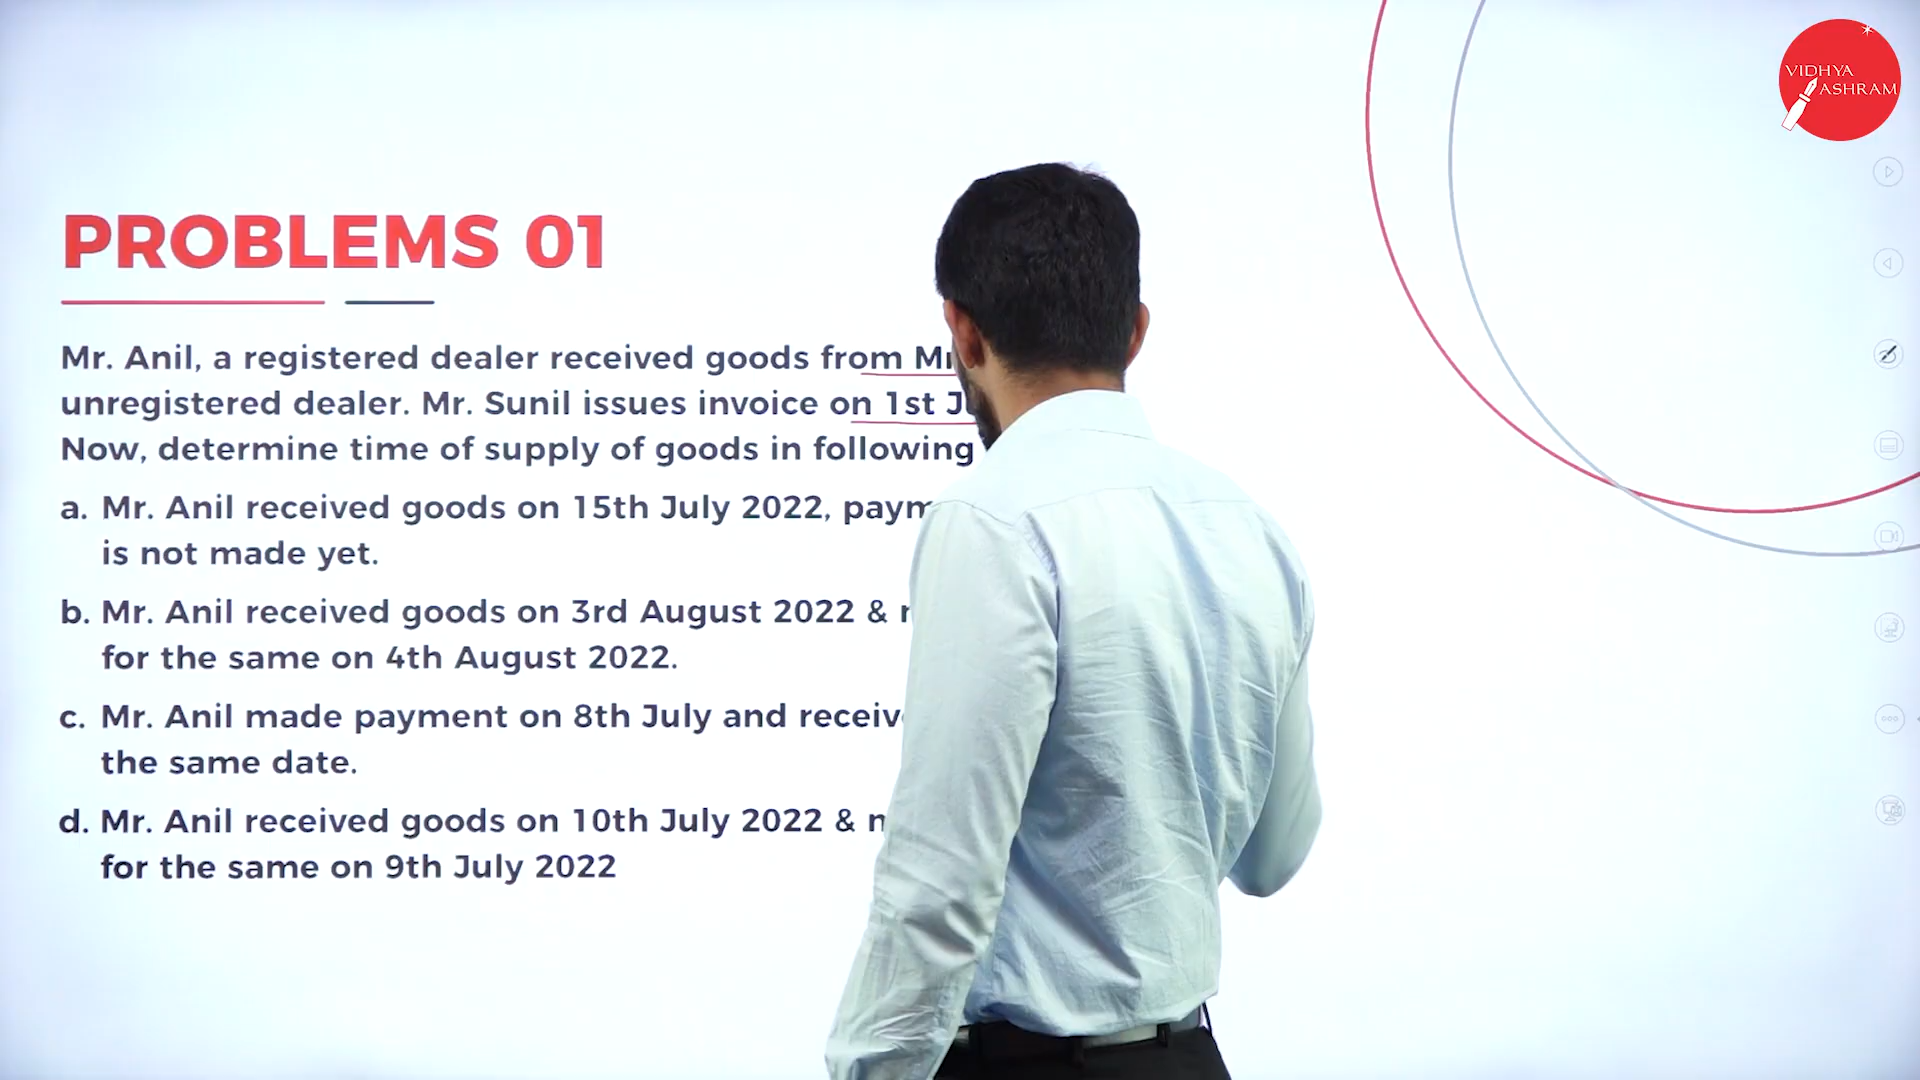 VIDHYA
ASHRAM
PROBLEMS 01
Mr. Anil, a registered dealer received goods from
unregistered dealer. Mr. Sunil issues invoice on 1st
Now, determine time of supply of goods in following
a. Mr. Anil received goods on 15th July 2022,
is not made yet.
b. Mr. Anil received goods on 3rd August 2022 &
for the same on 4th August 2022.
c. Mr. Anil made payment on 8th July and
the same date.
d. Mr. Anil received goods on 10th July 2022 &
for the same on 9th July 2022